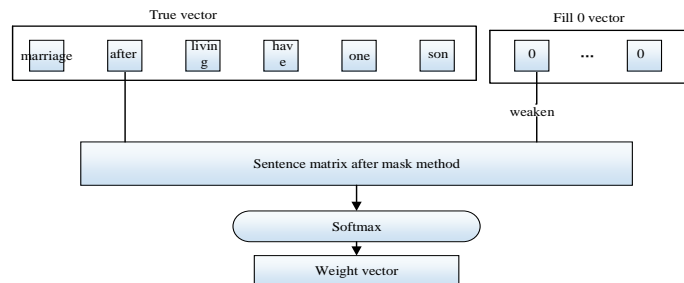 True vector
Fill 0 vector
marriage
after
livin
g
hav
e
one
son
0
...
0
weaken
Sentence matrix after mask method
Softmax
Weight vector